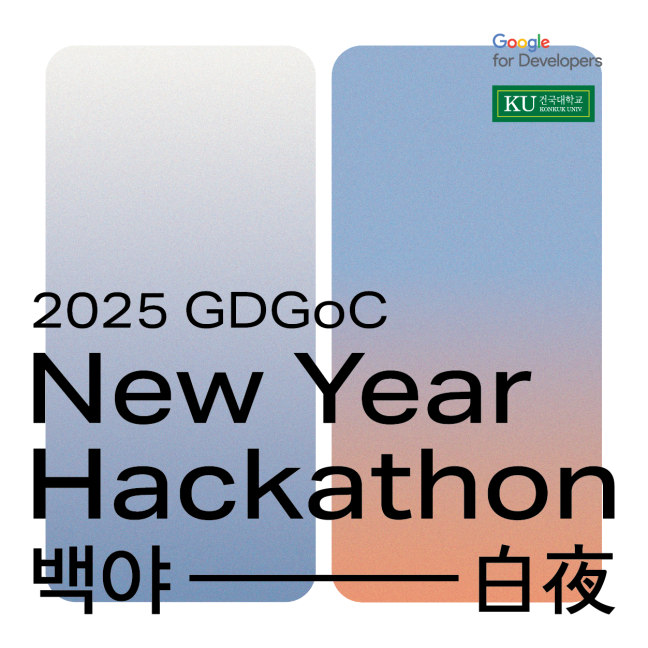 Google
for Developers
KU 건국대학교
KONKUK UNIV.
2025 GDGoC
New Year
Hackathon
백야 — 白夜